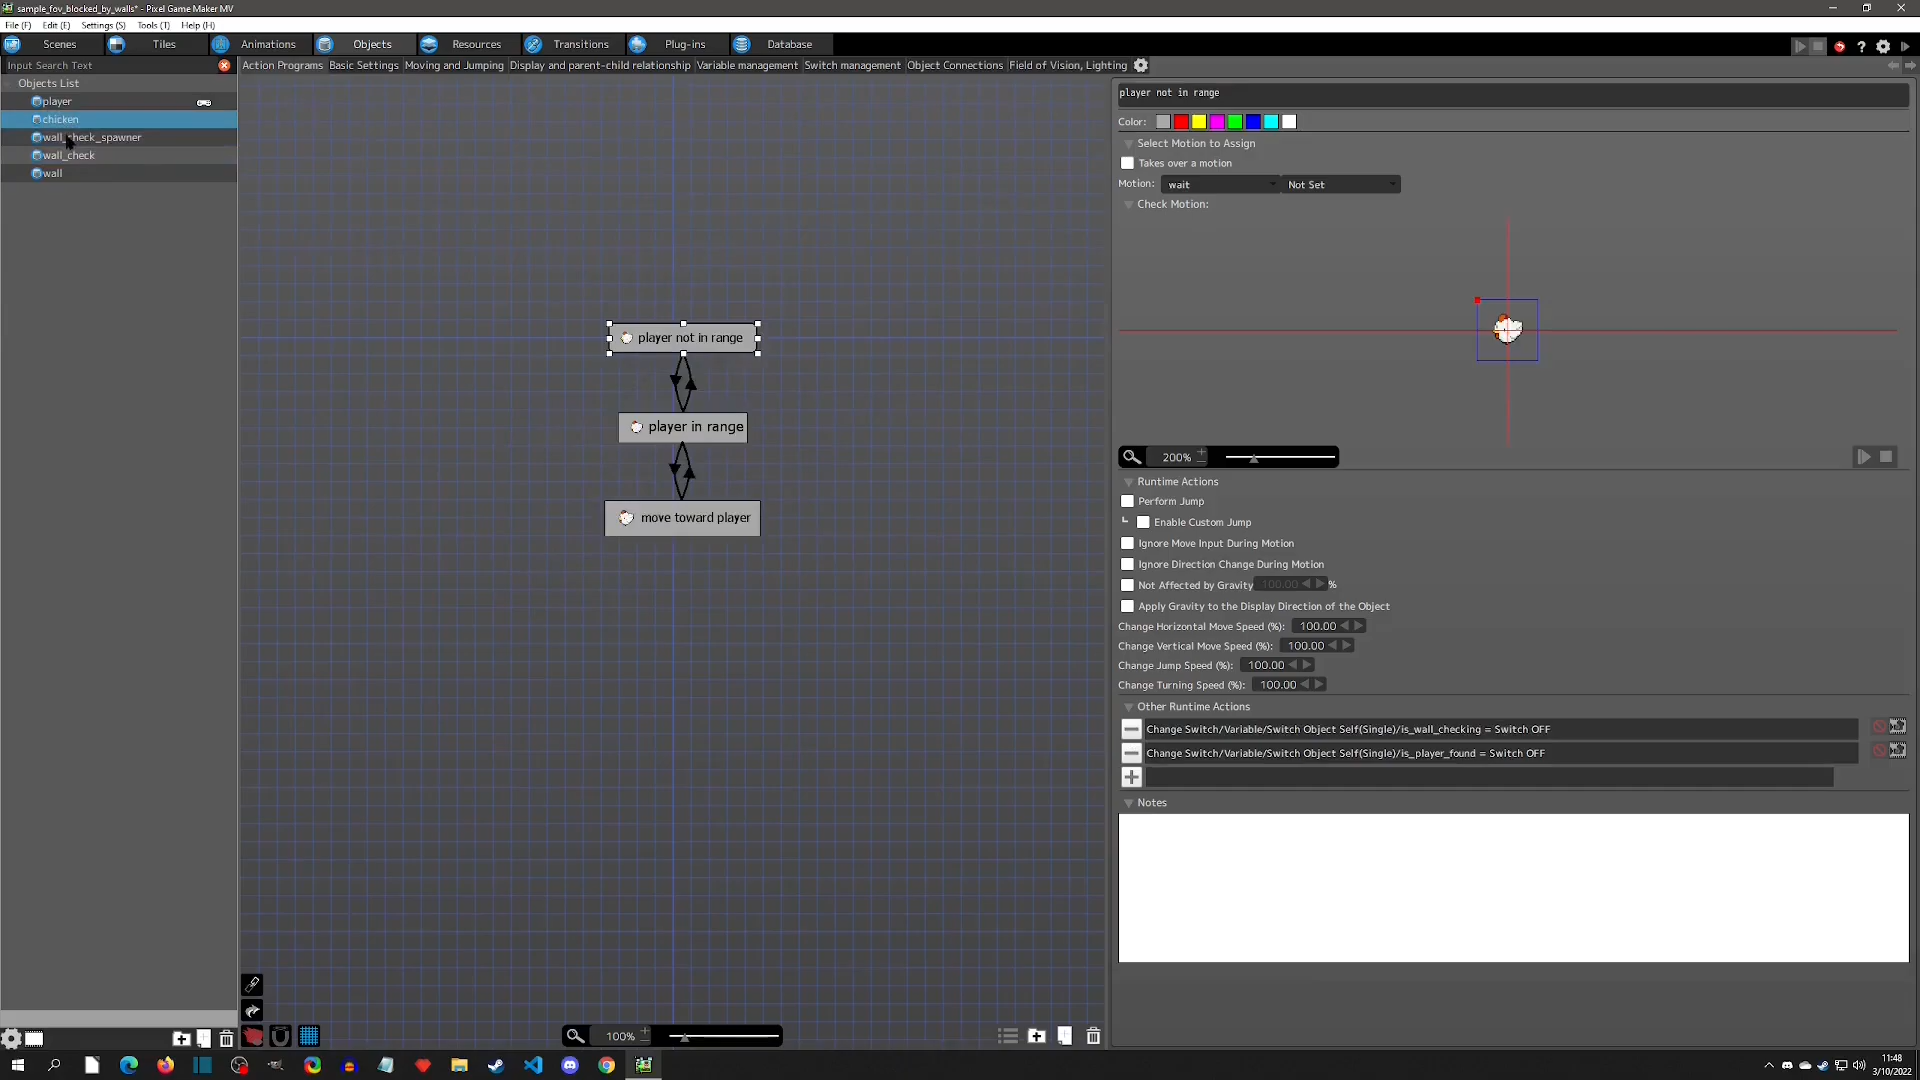 sample_fov_blocked_by_walls* - Pixel Game Maker MV
File (F) Edit (E) Settings (S) Tools (T) Help (H)
Scenes Tiles Animations Objects Resources Transitions Plug-ins Database
Input Search Text
Action Programs Basic Settings Moving and Jumping Display and parent-child relationship Variable management Switch management Object Connections Field of Vision, Lighting
Objects List
player
chicken
wall_check_spawner
wall_check
wall
player not in range
player in range
move toward player
100%
player not in range
Color:
Select Motion to Assign
Takes over a motion
Motion: wait Not Set
Check Motion:
200%
Runtime Actions
Perform Jump
Enable Custom Jump
Ignore Move Input During Motion
Ignore Direction Change During Motion
Not Affected by Gravity 100.00 %
Apply Gravity to the Display Direction of the Object
Change Horizontal Move Speed (%): 100.00
Change Vertical Move Speed (%): 100.00
Change Jump Speed (%): 100.00
Change Turning Speed (%): 100.00
Other Runtime Actions
Change Switch/Variable/Switch Object Self(Single)/is_wall_checking = Switch OFF
Change Switch/Variable/Switch Object Self(Single)/is_player_found = Switch OFF
Notes
11:48
3/10/2022